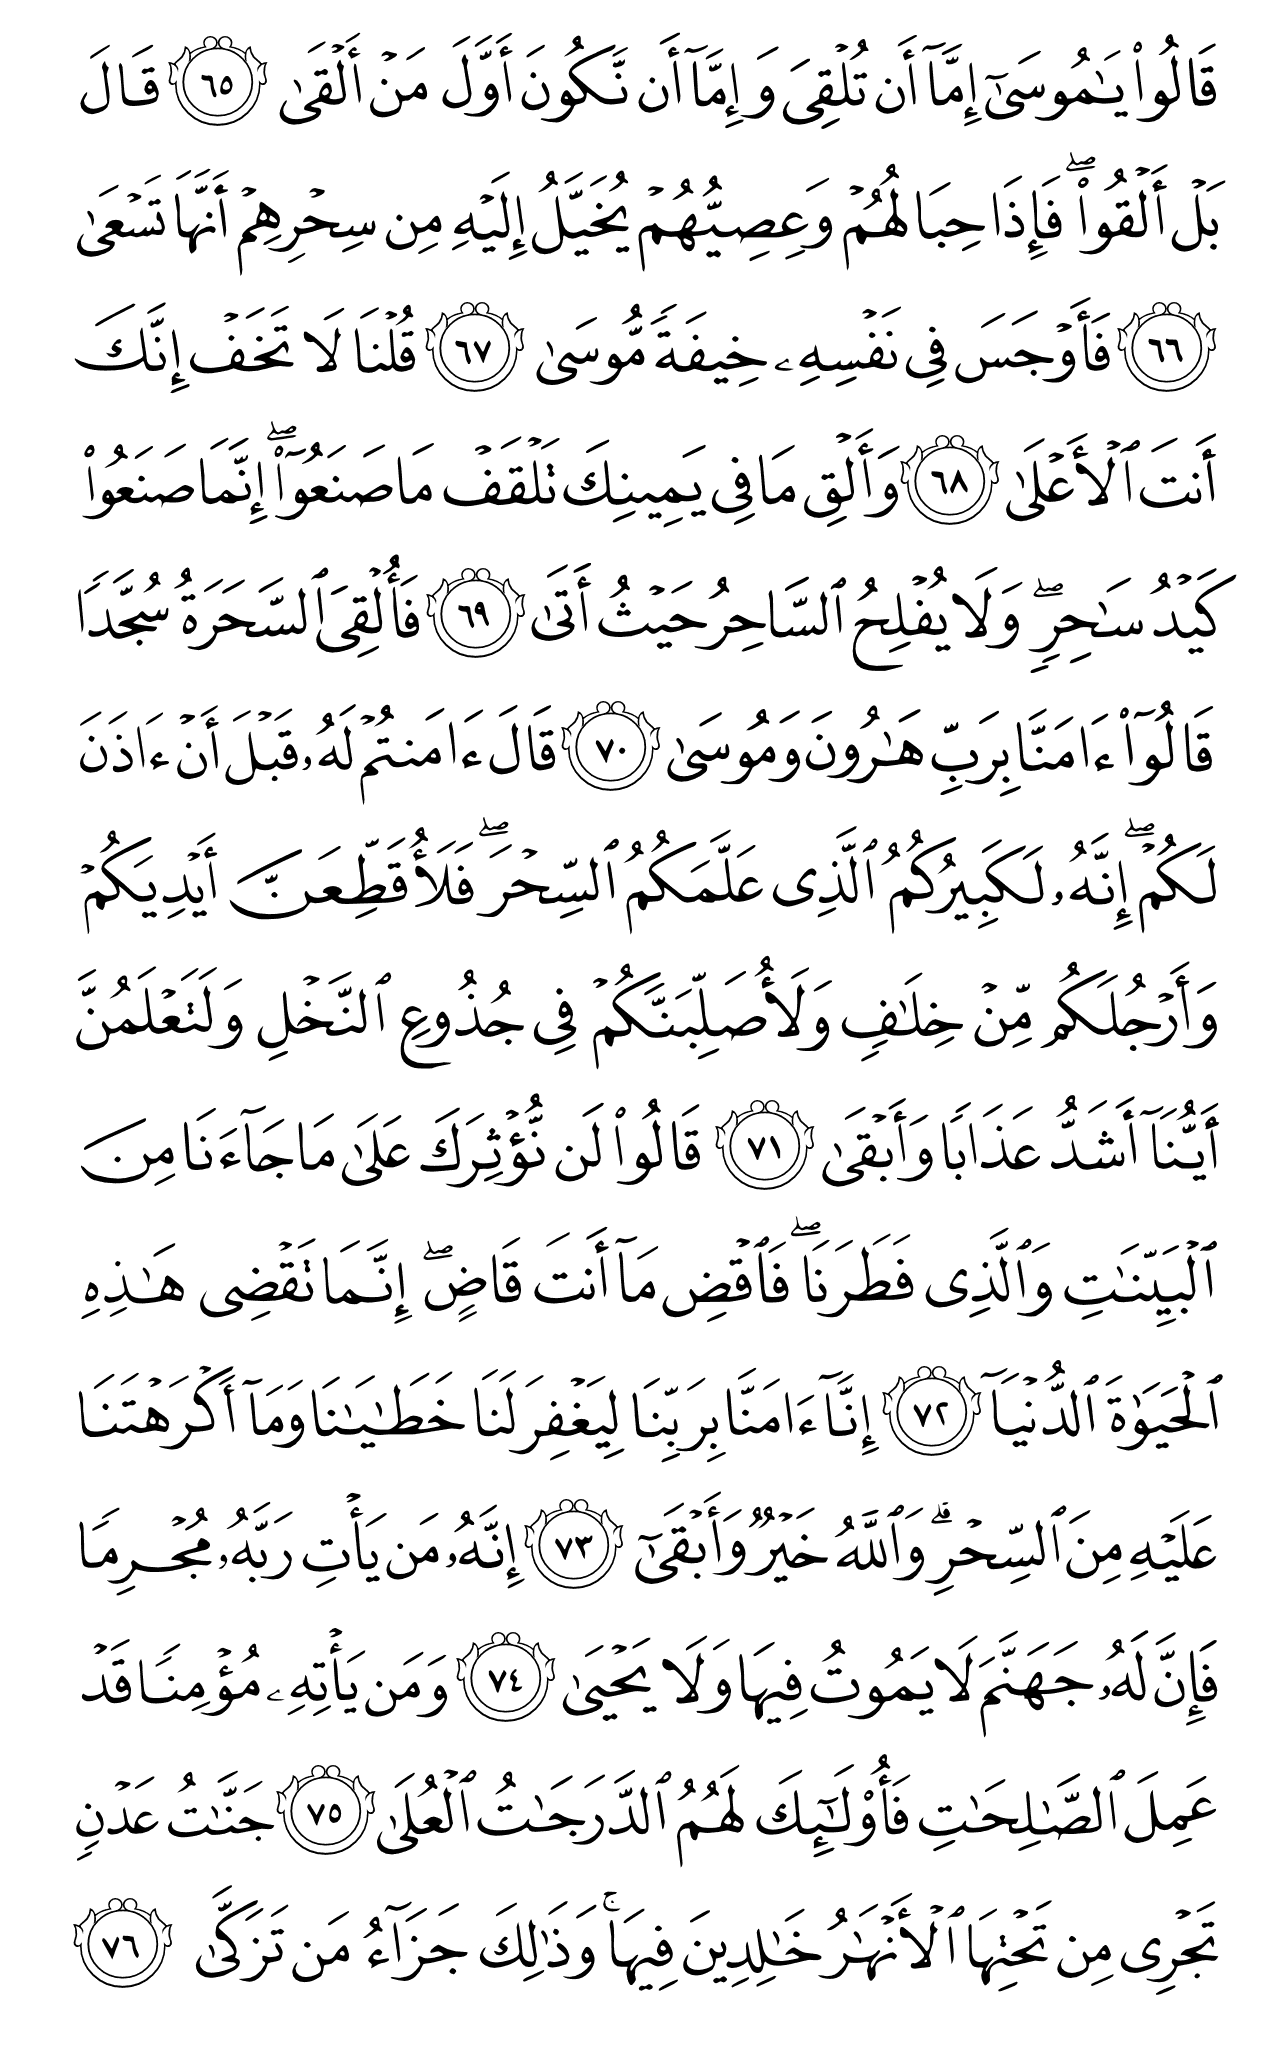 قَالُوا۟ يَـٰمُوسَىٰٓ إِمَّآ أَن تُلْقِىَ وَإِمَّآ أَن نَّكُونَ أَوَّلَ مَنْ أَلْقَىٰ ٦٥ قَالَ
بَلْ أَلْقُوا۟ ۖ فَإِذَا حِبَالُهُمْ وَعِصِيُّهُمْ يُخَيَّلُ إِلَيْهِ مِن سِحْرِهِمْ أَنَّهَا تَسْعَىٰ
٦٦ فَأَوْجَسَ فِى نَفْسِهِۦ خِيفَةً مُّوسَىٰ ٦٧ قُلْنَا لَا تَخَفْ إِنَّكَ
أَنتَ ٱلْأَعْلَىٰ ٦٨ وَأَلْقِ مَا فِى يَمِينِكَ تَلْقَفْ مَا صَنَعُوٓا۟ ۖ إِنَّمَا صَنَعُوا۟
كَيْدُ سَـٰحِرٍ ۖ وَلَا يُفْلِحُ ٱلسَّاحِرُ حَيْثُ أَتَىٰ ٦٩ فَأُلْقِىَ ٱلسَّحَرَةُ سُجَّدًا
قَالُوٓا۟ ءَامَنَّا بِرَبِّ هَـٰرُونَ وَمُوسَىٰ ٧٠ قَالَ ءَامَنتُمْ لَهُۥ قَبْلَ أَنْ ءَاذَنَ
لَكُمْ ۖ إِنَّهُۥ لَكَبِيرُكُمُ ٱلَّذِى عَلَّمَكُمُ ٱلسِّحْرَ ۖ فَلَأُقَطِّعَنَّ أَيْدِيَكُمْ
وَأَرْجُلَكُم مِّنْ خِلَـٰفٍ وَلَأُصَلِّبَنَّكُمْ فِى جُذُوعِ ٱلنَّخْلِ وَلَتَعْلَمُنَّ
أَيُّنَآ أَشَدُّ عَذَابًا وَأَبْقَىٰ ٧١ قَالُوا۟ لَن نُّؤْثِرَكَ عَلَىٰ مَا جَآءَنَا مِنَ
ٱلْبَيِّنَـٰتِ وَٱلَّذِى فَطَرَنَا ۖ فَٱقْضِ مَآ أَنتَ قَاضٍ ۖ إِنَّمَا تَقْضِى هَـٰذِهِ
ٱلْحَيَوٰةَ ٱلدُّنْيَآ ٧٢ إِنَّآ ءَامَنَّا بِرَبِّنَا لِيَغْفِرَ لَنَا خَطَـٰيَـٰنَا وَمَآ أَكْرَهْتَنَا
عَلَيْهِ مِنَ ٱلسِّحْرِ ۗ وَٱللَّهُ خَيْرٌ وَأَبْقَىٰٓ ٧٣ إِنَّهُۥ مَن يَأْتِ رَبَّهُۥ مُجْرِمًا
فَإِنَّ لَهُۥ جَهَنَّمَ لَا يَمُوتُ فِيهَا وَلَا يَحْيَىٰ ٧٤ وَمَن يَأْتِهِۦ مُؤْمِنًا قَدْ
عَمِلَ ٱلصَّـٰلِحَـٰتِ فَأُو۟لَـٰٓئِكَ لَهُمُ ٱلدَّرَجَـٰتُ ٱلْعُلَىٰ ٧٥ جَنَّـٰتُ عَدْنٍ
تَجْرِى مِن تَحْتِهَا ٱلْأَنْهَـٰرُ خَـٰلِدِينَ فِيهَا ۚ وَذَٰلِكَ جَزَآءُ مَن تَزَكَّىٰ ٧٦